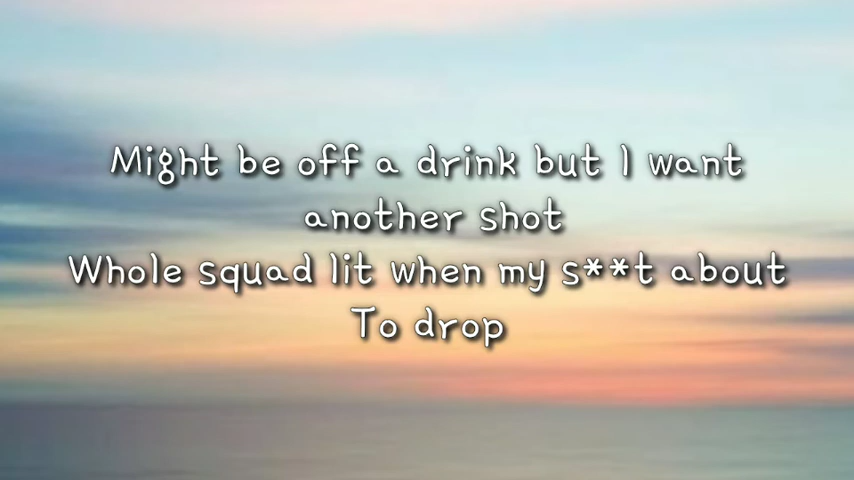 Might be off a drink but I want
another shot
Whole squad lit when my s**t about
To drop